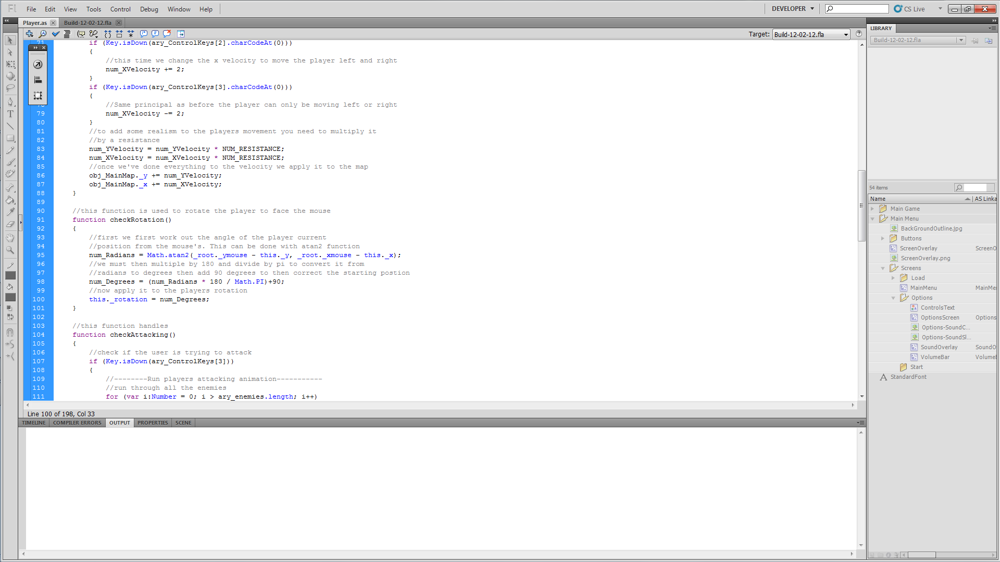 Fl File Edit View Tools Control Debug Window Help DEVELOPER CS Live
Player.as Build-12-02-12.fla
Target: Build-12-02-12.fla
71 if (Key.isDown(ary_ControlKeys[2].charCodeAt(0)))
{
//this time we change the x velocity to move the player left and right
num_XVelocity += 2;
}
if (Key.isDown(ary_ControlKeys[3].charCodeAt(0)))
{
78 //Same principal as before the player can only be moving left or right
79 num_XVelocity -= 2;
80 }
81 //to add some realism to the players movement you need to multiply it
82 //by a resistance
83 num_YVelocity = num_YVelocity * NUM_RESISTANCE;
84 num_XVelocity = num_XVelocity * NUM_RESISTANCE;
85 //once we've done everything to the velocity we apply it to the map
86 obj_MainMap._y += num_YVelocity;
87 obj_MainMap._x += num_XVelocity;
88 }
89
90 //this function is used to rotate the player to face the mouse
91 function checkRotation()
92 {
93 //first we first work out the angle of the player current
94 //position from the mouse's. This can be done with atan2 function
95 num_Radians = Math.atan2(_root._ymouse - this._y, _root._xmouse - this._x);
96 //we must then multiple by 180 and divide by pi to convert it from
97 //radians to degrees then add 90 degrees to then correct the starting postion
98 num_Degrees = (num_Radians * 180 / Math.PI)+90;
99 //now apply it to the players rotation
100 this._rotation = num_Degrees;
101 }
102
103 //this function handles
104 function checkAttacking()
105 {
106 //check if the user is trying to attack
107 if (Key.isDown(ary_ControlKeys[3]))
108 {
109 //--------Run players attacking animation-----------
110 //run through all the enemies
111 for (var i:Number = 0; i > ary_enemies.length; i++)
Line 100 of 198, Col 33
TIMELINE COMPILER ERRORS OUTPUT PROPERTIES SCENE
LIBRARY
Build-12-02-12.fla
54 items
Name AS Linka
Main Game
Main Menu
BackGroundOutline.jpg
Buttons
ScreenOverlay ScreenO
ScreenOverlay.png
Screens
Load
MainMenu MainMe
Options
ControlsText
OptionsScreen Options
Options-SoundC...
Options-SoundSl...
SoundOverlay SoundO
VolumeBar Volume
Start
StandardFont